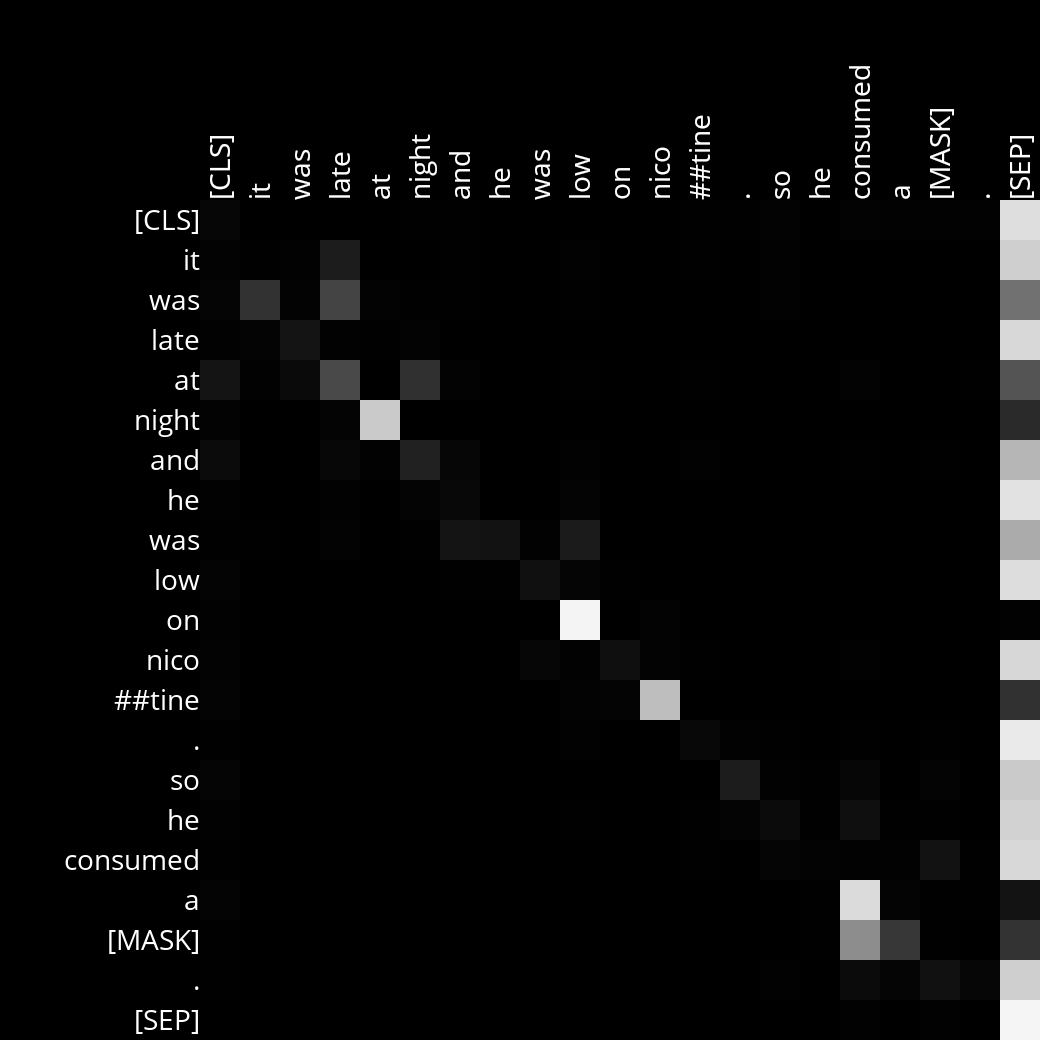 [CLS] it was late at night and he was low on nico ##tine . so he consumed a [MASK] . [SEP]
[CLS]
it
was
late
at
night
and
he
was
low
on
nico
##tine
.
so
he
consumed
a
[MASK]
.
[SEP]